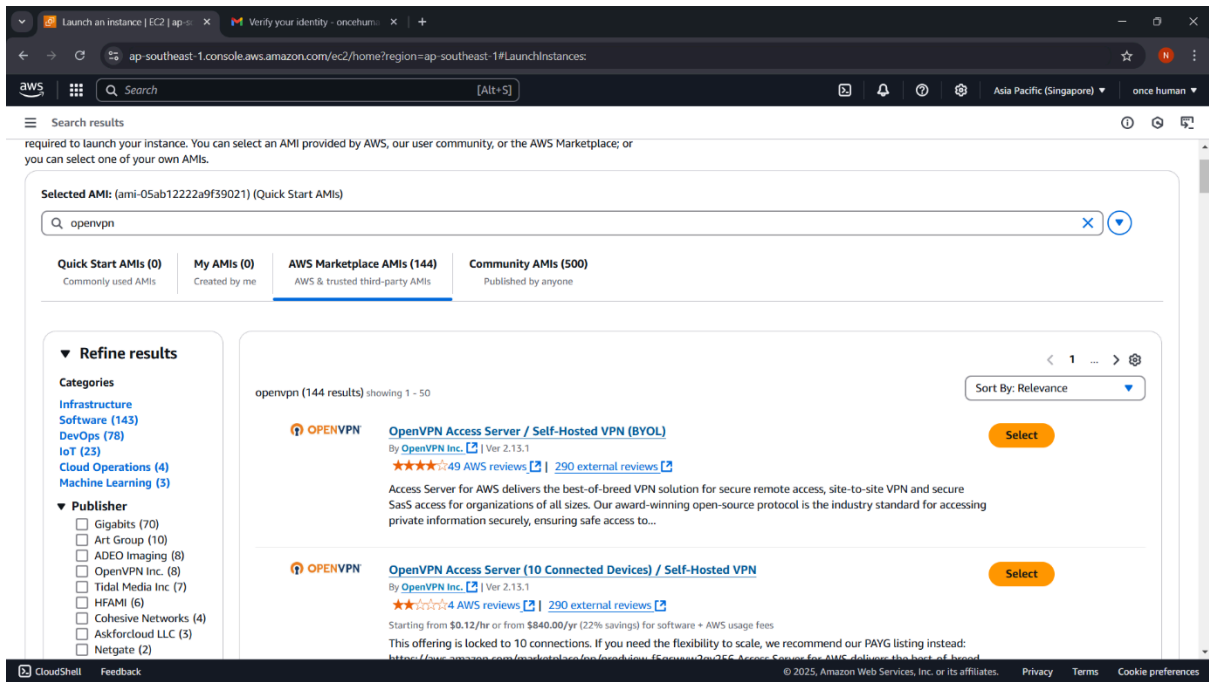 Launch an instance | EC2 | ap-s
Verify your identity - oncehuma
ap-southeast-1.console.aws.amazon.com/ec2/home?region=ap-southeast-1#LaunchInstances:
N
aws
Search
[Alt+S]
Asia Pacific (Singapore)
once human
Search results
required to launch your instance. You can select an AMI provided by AWS, our user community, or the AWS Marketplace; or
you can select one of your own AMIs.
Selected AMI: (ami-05ab12222a9f39021) (Quick Start AMIs)
openvpn
Quick Start AMIs (0)
Commonly used AMIs
My AMIs (0)
Created by me
AWS Marketplace AMIs (144)
AWS & trusted third-party AMIs
Community AMIs (500)
Published by anyone
Refine results
Categories
Infrastructure
Software (143)
DevOps (78)
IoT (23)
Cloud Operations (4)
Machine Learning (3)
Publisher
Gigabits (70)
Art Group (10)
ADEO Imaging (8)
OpenVPN Inc. (8)
Tidal Media Inc (7)
HFAMI (6)
Cohesive Networks (4)
Askforcloud LLC (3)
Netgate (2)
1 ...
openvpn (144 results) showing 1 - 50
Sort By: Relevance
OPENVPN
OpenVPN Access Server / Self-Hosted VPN (BYOL)
Select
By OpenVPN Inc. | Ver 2.13.1
49 AWS reviews | 290 external reviews
Access Server for AWS delivers the best-of-breed VPN solution for secure remote access, site-to-site VPN and secure
SaaS access for organizations of all sizes. Our award-winning open-source protocol is the industry standard for accessing
private information securely, ensuring safe access to...
OPENVPN
OpenVPN Access Server (10 Connected Devices) / Self-Hosted VPN
Select
By OpenVPN Inc. | Ver 2.13.1
4 AWS reviews | 290 external reviews
Starting from $0.12/hr or from $840.00/yr (22% savings) for software + AWS usage fees
This offering is locked to 10 connections. If you need the flexibility to scale, we recommend our PAYG listing instead:
CloudShell
Feedback
© 2025, Amazon Web Services, Inc. or its affiliates.
Privacy
Terms
Cookie preferences